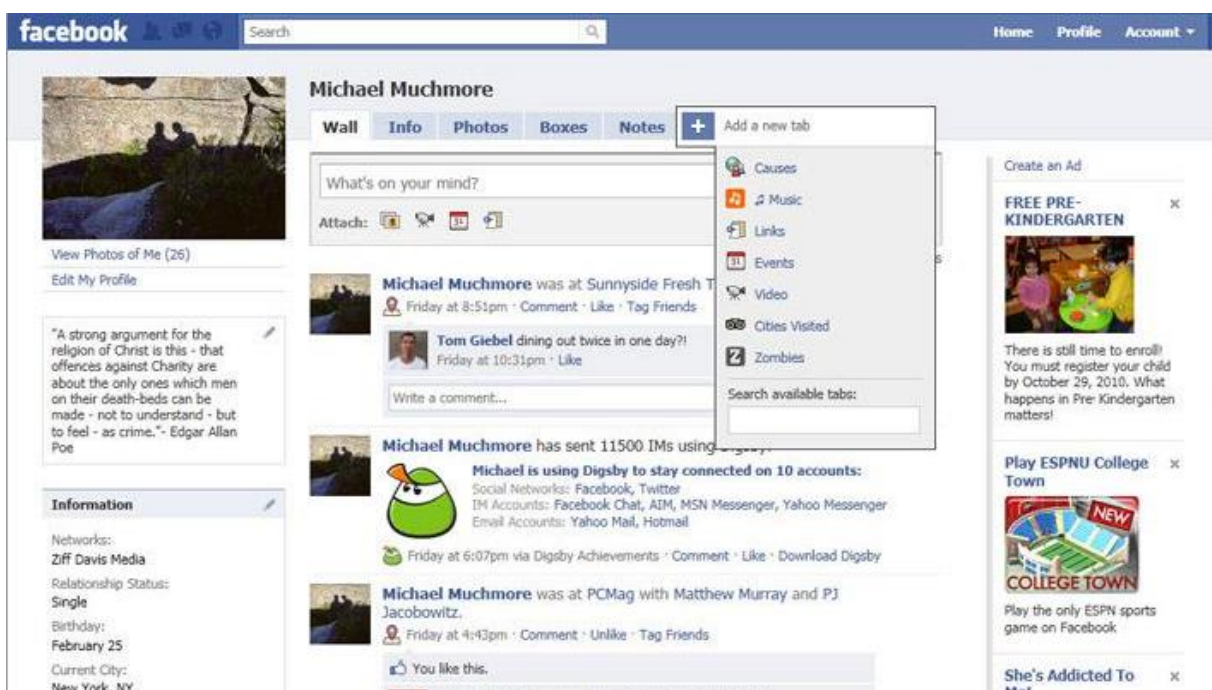 facebook
Search
Home Profile Account
Michael Muchmore
Wall Info Photos Boxes Notes + Add a new tab
Causes
♫ Music
Links
31 Events
Video
Cities Visited
Z Zombies
Search available tabs:
What's on your mind?
Attach: 31
View Photos of Me (26)
Edit My Profile
"A strong argument for the
religion of Christ is this - that
offences against Charity are
about the only ones which men
on their death-beds can be
made - not to understand - but
to feel - as crime."- Edgar Allan
Poe
Information
Networks:
Ziff Davis Media
Relationship Status:
Single
Birthday:
February 25
Current City:
New York, NY
Michael Muchmore was at Sunnyside Fresh T
Friday at 8:51pm · Comment · Like · Tag Friends
Tom Giebel dining out twice in one day?!
Friday at 10:31pm · Like
Write a comment...
Michael Muchmore has sent 11500 IMs using Digsby!
Michael is using Digsby to stay connected on 10 accounts:
Social Networks: Facebook, Twitter
IM Accounts: Facebook Chat, AIM, MSN Messenger, Yahoo Messenger
Email Accounts: Yahoo Mail, Hotmail
Friday at 6:07pm via Digsby Achievements · Comment · Like · Download Digsby
Michael Muchmore was at PCMag with Matthew Murray and PJ
Jacobowitz.
Friday at 4:43pm · Comment · Unlike · Tag Friends
You like this.
Create an Ad
FREE PRE-
KINDERGARTEN
There is still time to enroll!
You must register your child
by October 29, 2010. What
happens in Pre-Kindergarten
matters!
Play ESPNU College
Town
NEW
COLLEGE TOWN
Play the only ESPN sports
game on Facebook
She's Addicted To